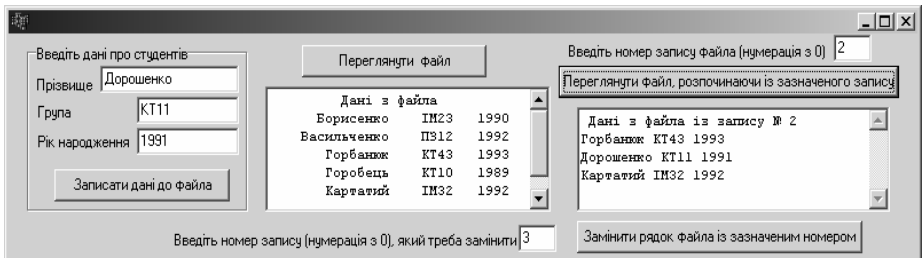 Введіть дані про студентів
Прізвище Дорошенко
Група КТ11
Рік народження 1991
Записати дані до файла
Переглянути файл
Дані з файла
Борисенко ІМ23 1990
Васильченко ПЗ12 1992
Горбанюк КТ43 1993
Горобець КТ10 1989
Картатий ІМ32 1992
Введіть номер запису (нумерація з 0), який треба замінити 3
Введіть номер запису файла (нумерація з 0) 2
Переглянути файл, розпочинаючи із зазначеного запису
Дані з файла із запису № 2
Горбанюк КТ43 1993
Дорошенко КТ11 1991
Картатий ІМ32 1992
Замінити рядок файла із зазначеним номером